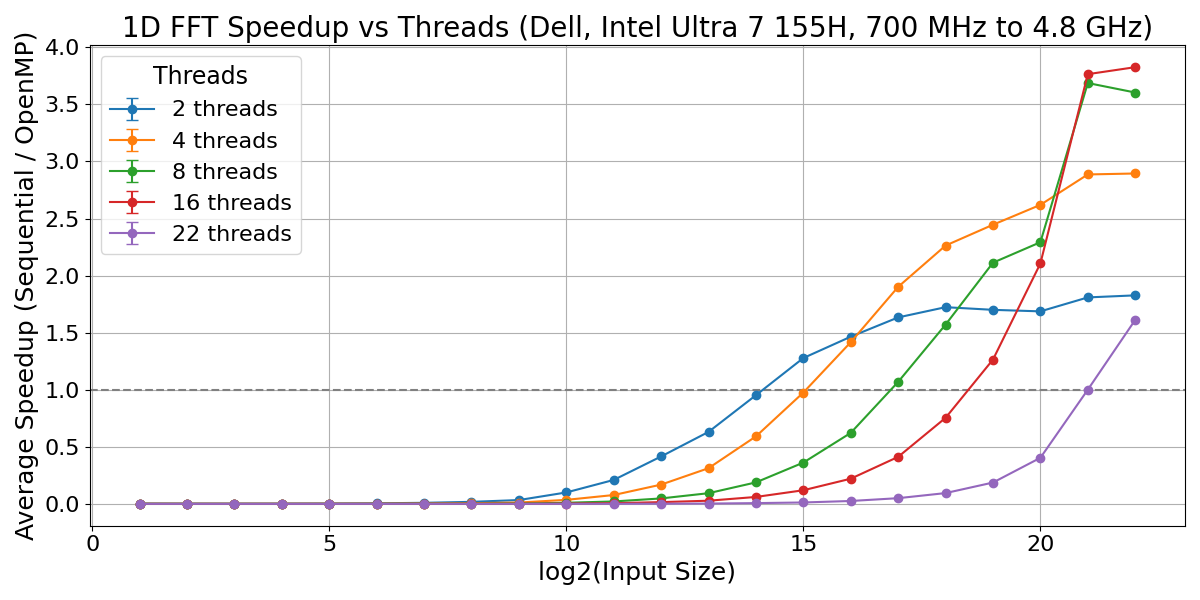 1D FFT Speedup vs Threads (Dell, Intel Ultra 7 155H, 700 MHz to 4.8 GHz)
Average Speedup (Sequential / OpenMP)
4.0
3.5
3.0
2.5
2.0
1.5
1.0
0.5
0.0
Threads
2 threads
4 threads
8 threads
16 threads
22 threads
0 5 10 15 20
log2(Input Size)